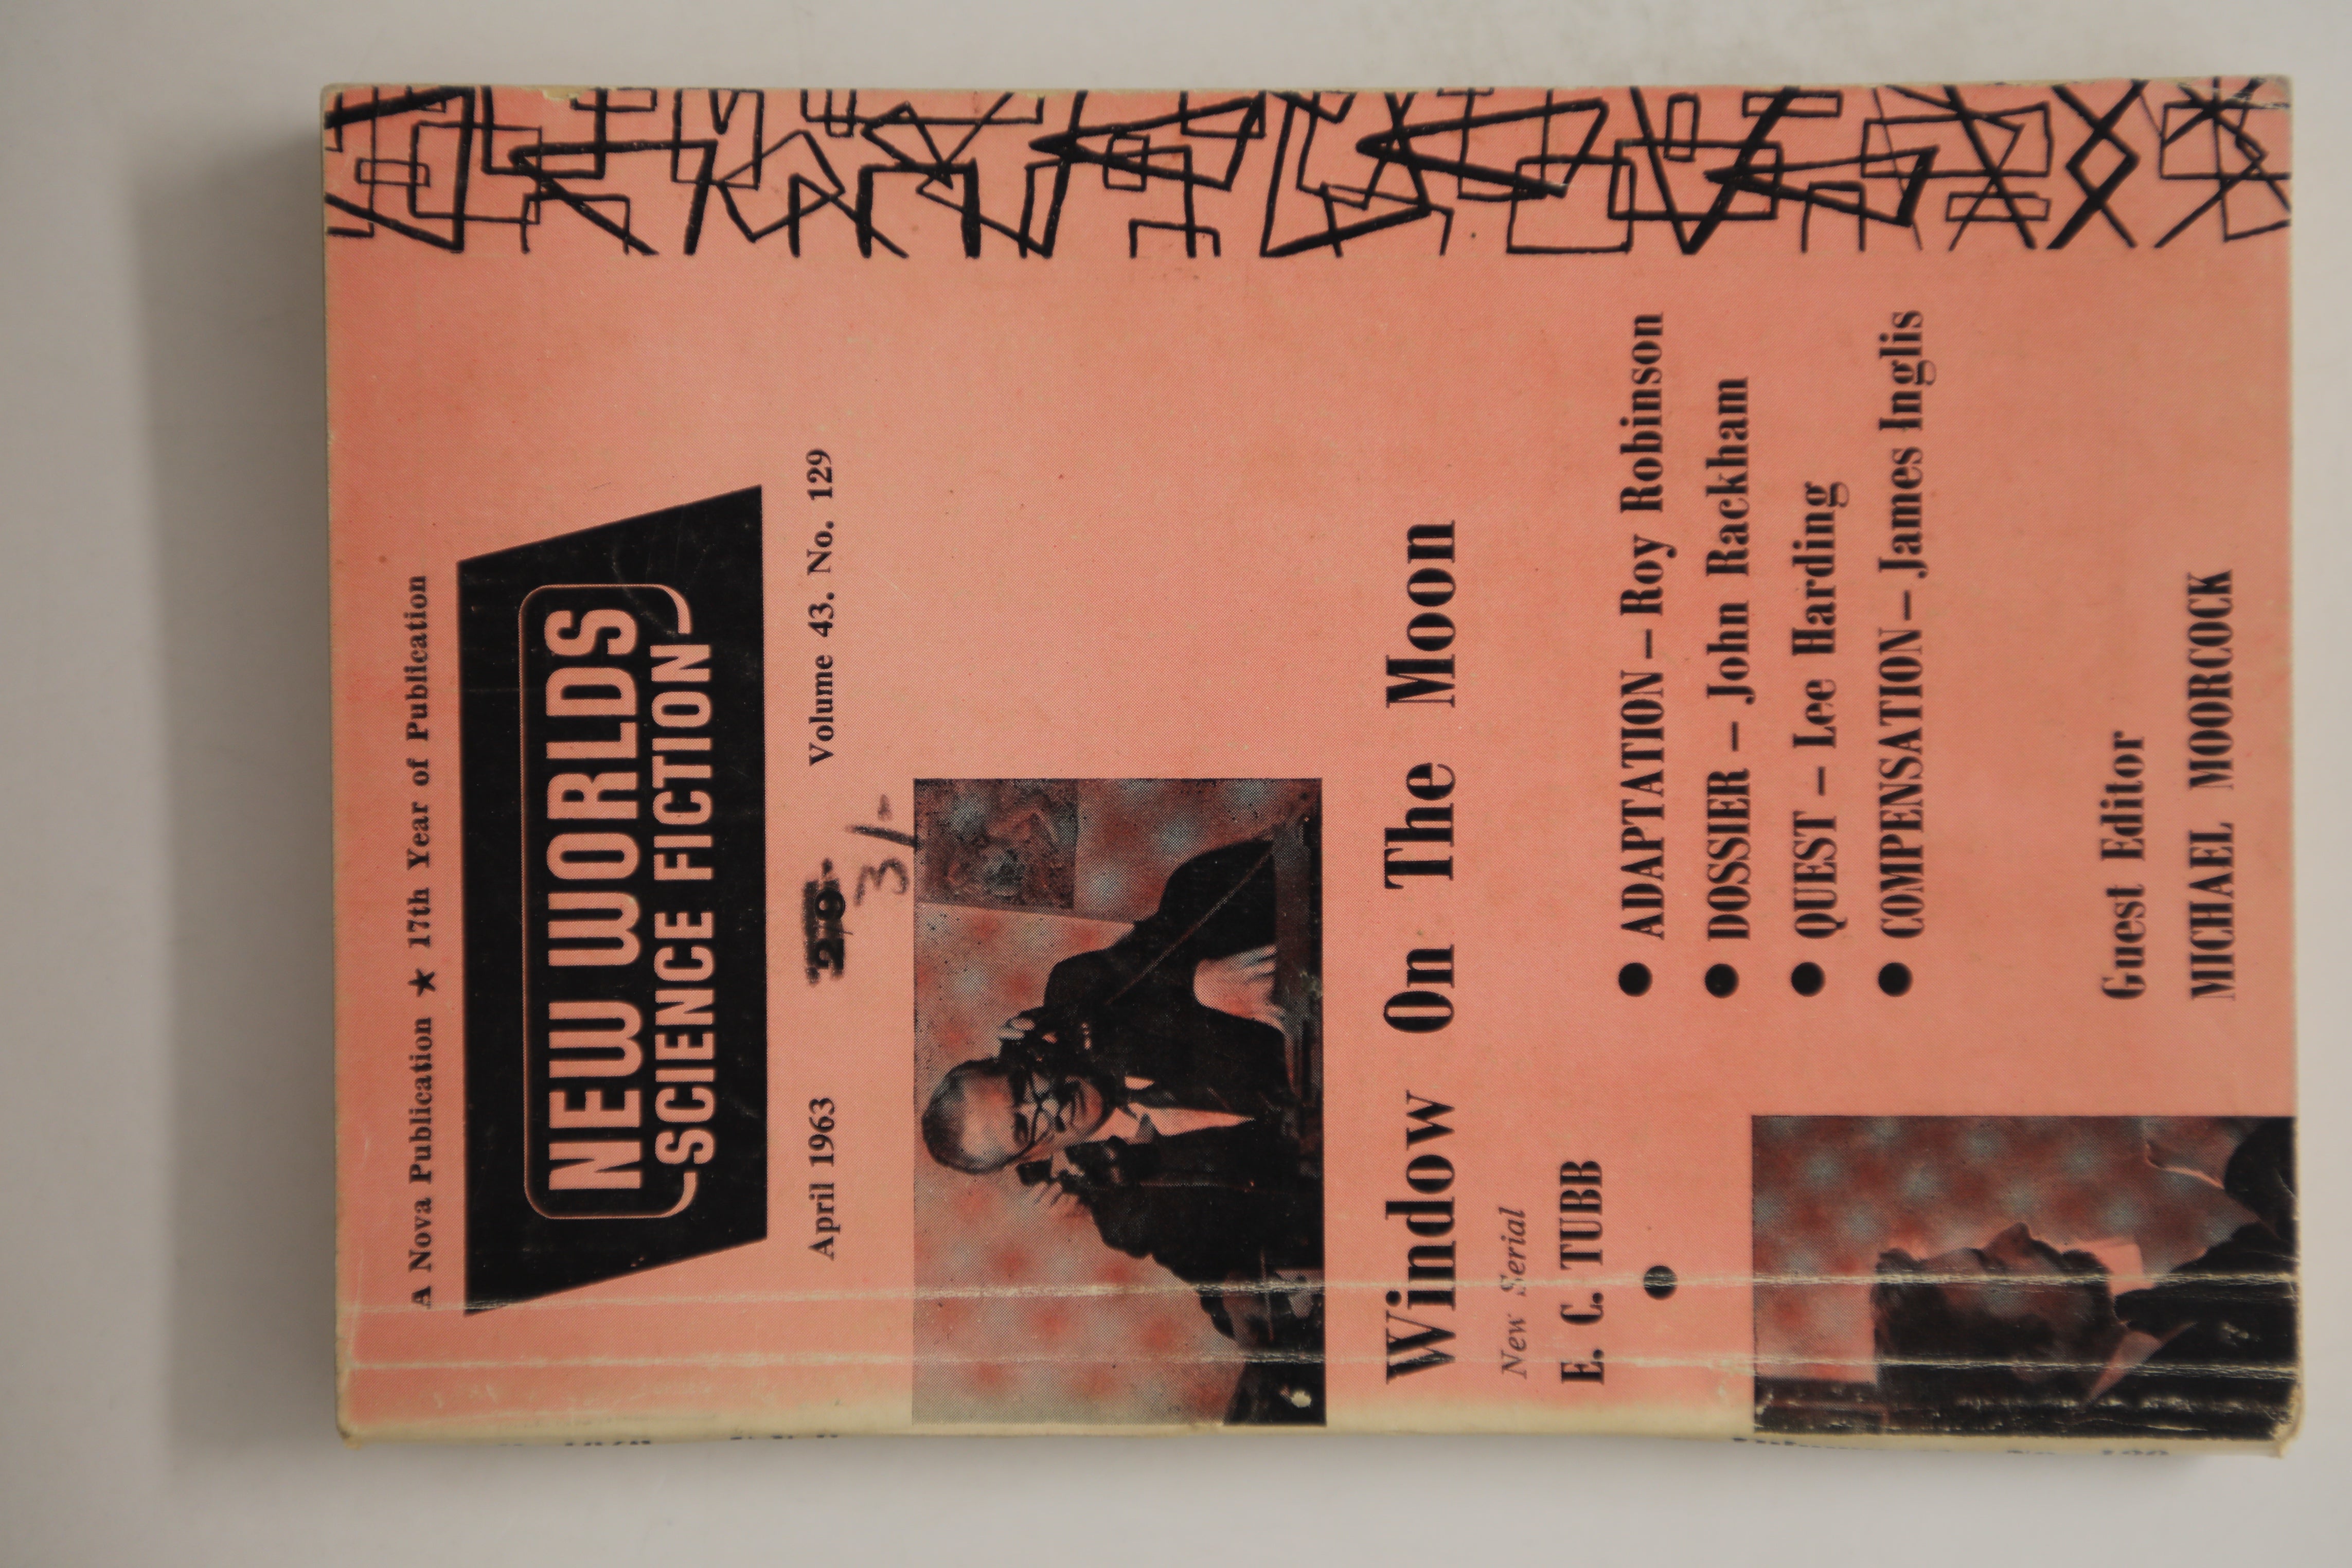 A Nova Publication ★ 17th Year of Publication
NEW WORLDS
SCIENCE FICTION
April 1963 2/6 Volume 43. No. 129
3/-
Window On The Moon
New Serial
E. C. TUBB
● ADAPTATION — Roy Robinson
● DOSSIER — John Rackham
● QUEST — Lee Harding
● COMPENSATION — James Inglis
Guest Editor
MICHAEL MOORCOCK